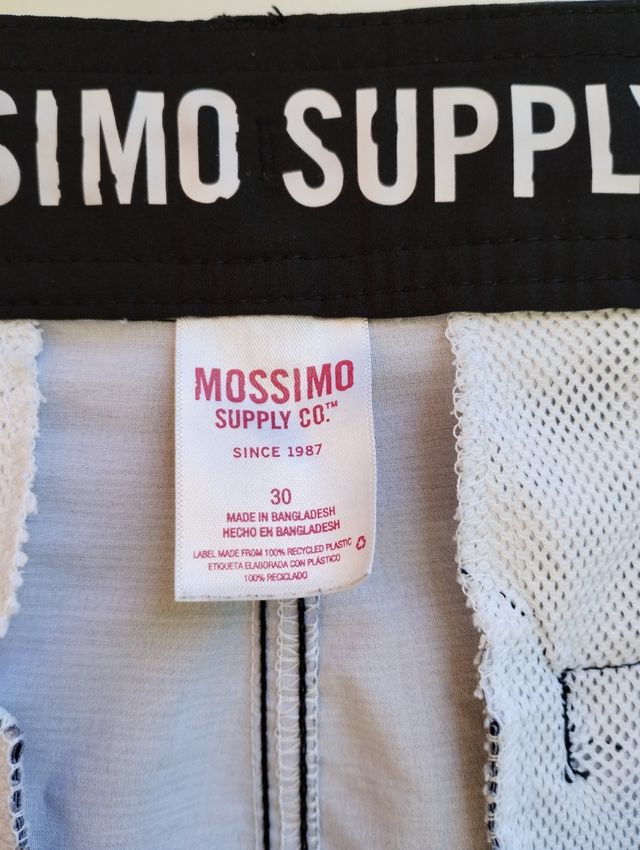 SIMO SUPPLY
MOSSIMO
SUPPLY CO.™
SINCE 1987
30
MADE IN BANGLADESH
HECHO EN BANGLADESH
LABEL MADE FROM 100% RECYCLED PLASTIC
ETIQUETA ELABORADA CON PLÁSTICO
100% RECICLADO